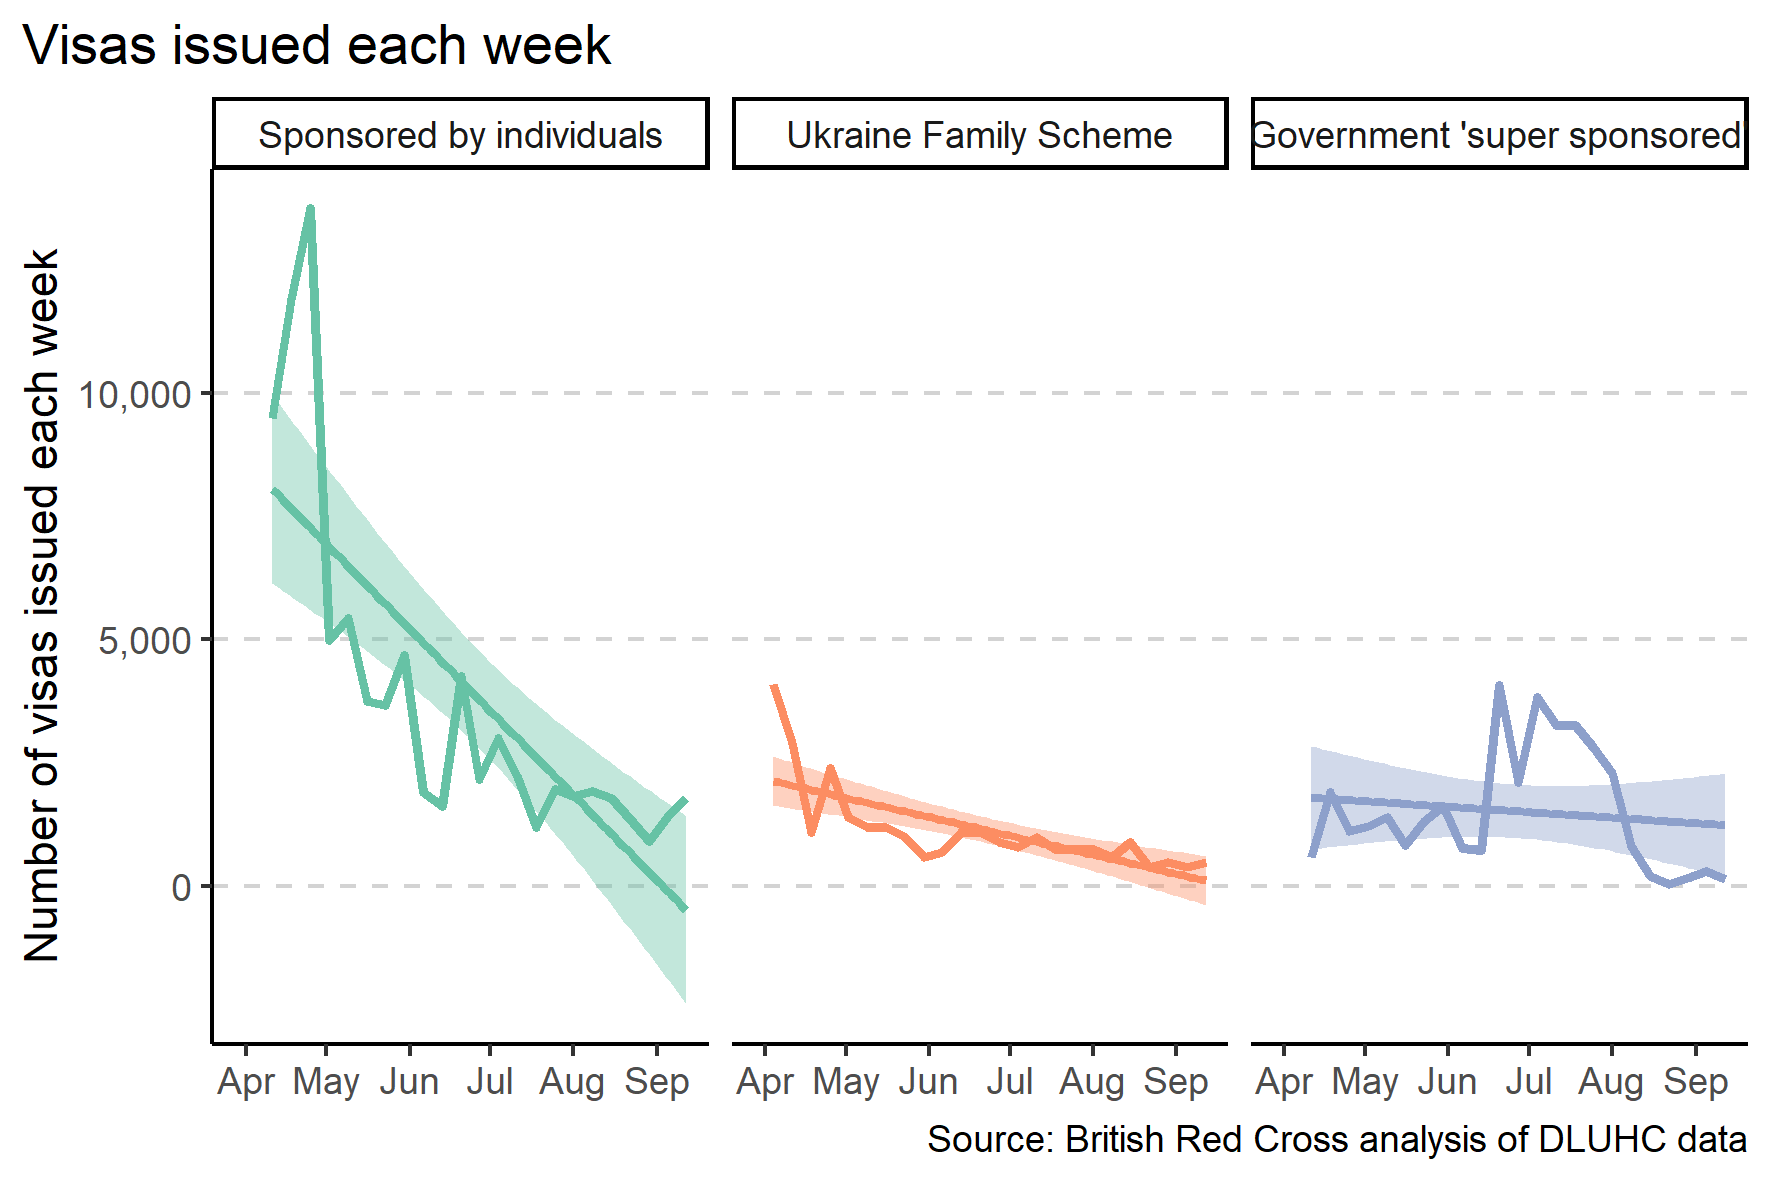 Visas issued each week
Sponsored by individuals
Ukraine Family Scheme
Government 'super sponsored'
Number of visas issued each week
10,000
5,000
0
Apr May Jun Jul Aug Sep
Apr May Jun Jul Aug Sep
Apr May Jun Jul Aug Sep
Source: British Red Cross analysis of DLUHC data